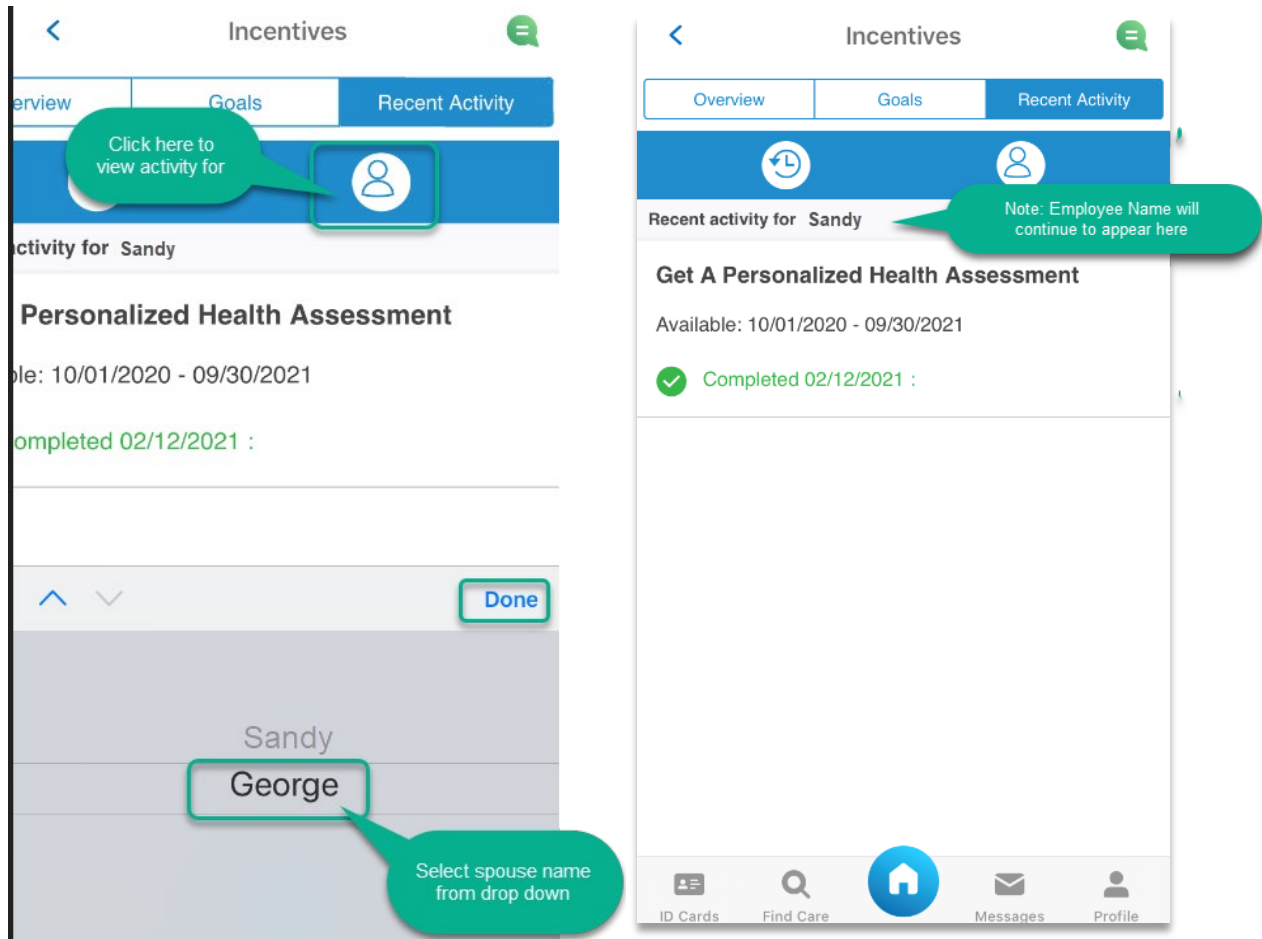 Incentives
erview Goals Recent Activity
Click here to
view activity for
ctivity for Sandy
Personalized Health Assessment
ble: 10/01/2020 - 09/30/2021
ompleted 02/12/2021 :
Done
Sandy
George
Select spouse name
from drop down
Incentives
Overview Goals Recent Activity
Recent activity for Sandy
Note: Employee Name will
continue to appear here
Get A Personalized Health Assessment
Available: 10/01/2020 - 09/30/2021
Completed 02/12/2021 :
ID Cards Find Care Messages Profile